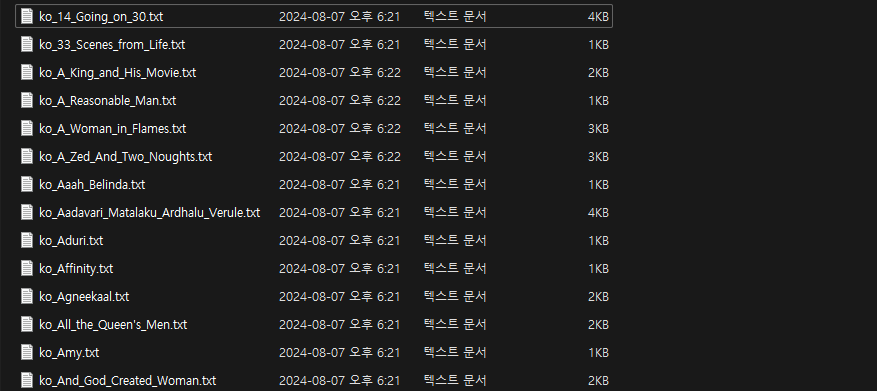 ko_14_Going_on_30.txt 2024-08-07 오후 6:21 텍스트 문서 4KB
ko_33_Scenes_from_Life.txt 2024-08-07 오후 6:21 텍스트 문서 1KB
ko_A_King_and_His_Movie.txt 2024-08-07 오후 6:22 텍스트 문서 2KB
ko_A_Reasonable_Man.txt 2024-08-07 오후 6:22 텍스트 문서 1KB
ko_A_Woman_in_Flames.txt 2024-08-07 오후 6:22 텍스트 문서 3KB
ko_A_Zed_And_Two_Noughts.txt 2024-08-07 오후 6:22 텍스트 문서 3KB
ko_Aaah_Belinda.txt 2024-08-07 오후 6:21 텍스트 문서 1KB
ko_Aadavari_Matalaku_Ardhalu_Verule.txt 2024-08-07 오후 6:21 텍스트 문서 4KB
ko_Aduri.txt 2024-08-07 오후 6:21 텍스트 문서 1KB
ko_Affinity.txt 2024-08-07 오후 6:21 텍스트 문서 1KB
ko_Agneekaal.txt 2024-08-07 오후 6:21 텍스트 문서 2KB
ko_All_the_Queen's_Men.txt 2024-08-07 오후 6:21 텍스트 문서 2KB
ko_Amy.txt 2024-08-07 오후 6:21 텍스트 문서 1KB
ko_And_God_Created_Woman.txt 2024-08-07 오후 6:21 텍스트 문서 2KB